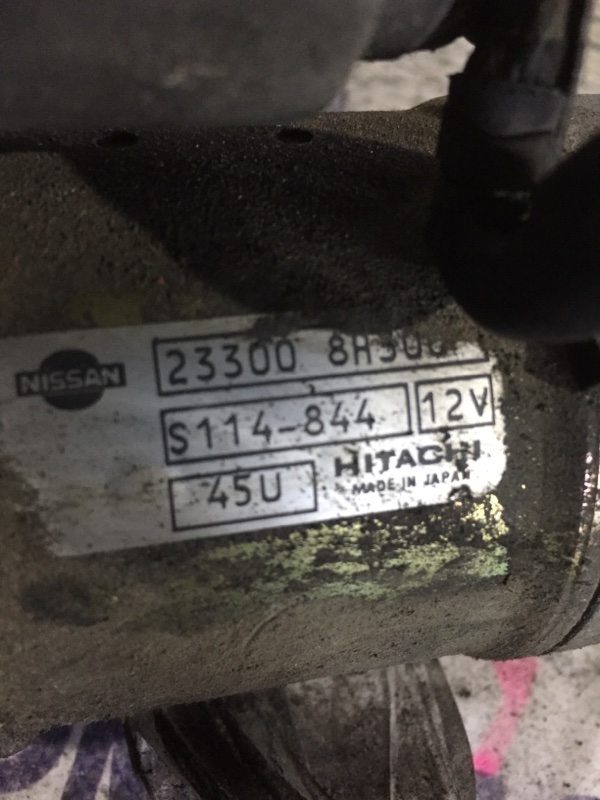 NISSAN
23300
S114-844 12V
45U HITACHI
MADE IN JAPAN